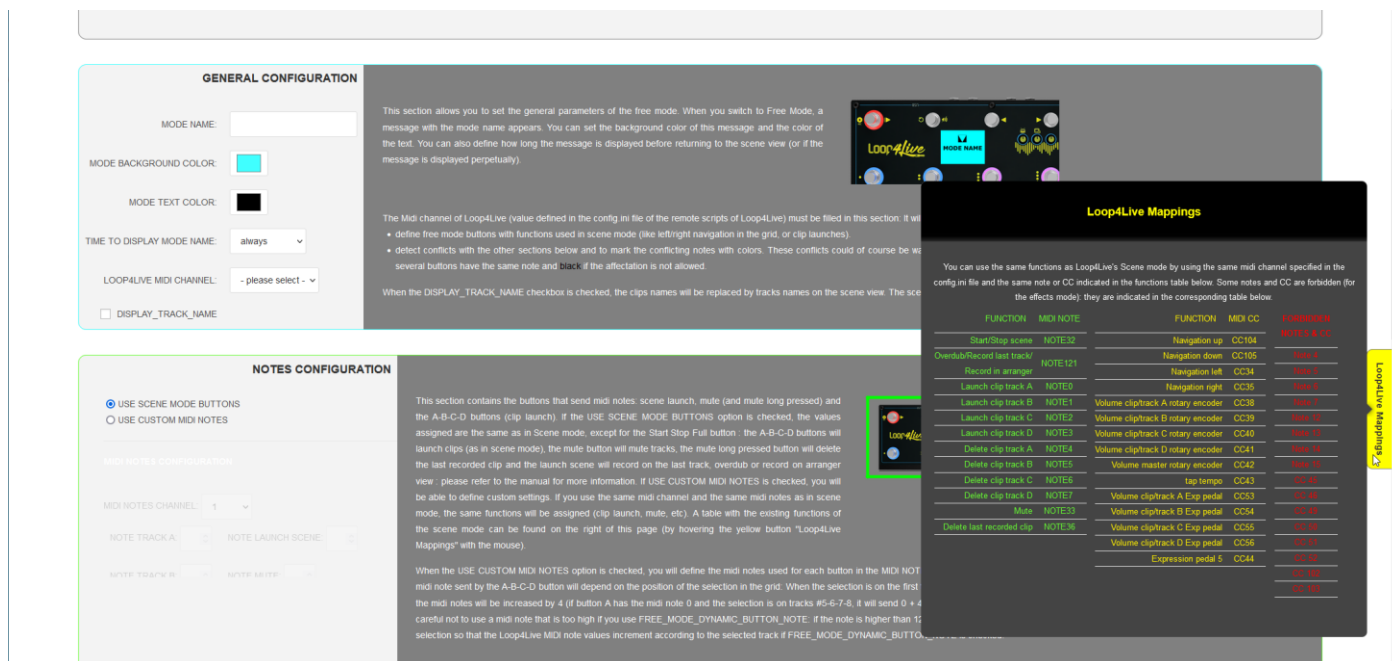 GENERAL CONFIGURATION
MODE NAME:
MODE BACKGROUND COLOR:
MODE TEXT COLOR:
TIME TO DISPLAY MODE NAME: always
LOOP4LIVE MIDI CHANNEL: - please select -
DISPLAY_TRACK_NAME
This section allows you to set the general parameters of the free mode. When you switch to Free Mode, a
message with the mode name appears. You can set the background color of this message and the color of
the text. You can also define how long the message is displayed before returning to the scene view (or if the
message is displayed perpetually).
Loop4Live
MODE NAME
The Midi channel of Loop4Live (value defined in the config.ini file of the remote scripts of Loop4Live) must be filled in this section: It wil
• define free mode buttons with functions used in scene mode (like left/right navigation in the grid, or clip launches).
• detect conflicts with the other sections below and to mark the conflicting notes with colors. These conflicts could of course be wa
several buttons have the same note and black if the affectation is not allowed.
When the DISPLAY_TRACK_NAME checkbox is checked, the clips names will be replaced by tracks names on the scene view. The sce
NOTES CONFIGURATION
USE SCENE MODE BUTTONS
USE CUSTOM MIDI NOTES
MIDI NOTES CONFIGURATION
MIDI NOTES CHANNEL: 1
NOTE TRACK A: NOTE LAUNCH SCENE:
NOTE TRACK B: NOTE MUTE:
This section contains the buttons that send midi notes: scene launch, mute (and mute long pressed) and
the A-B-C-D buttons (clip launch). If the USE SCENE MODE BUTTONS option is checked, the values
assigned are the same as in Scene mode, except for the Start Stop Full button : the A-B-C-D buttons will
launch clips (as in scene mode), the mute button will mute tracks, the mute long pressed button will delete
the last recorded clip and the launch scene will record on the last track, overdub or record on arranger
view : please refer to the manual for more information. If USE CUSTOM MIDI NOTES is checked, you will
be able to define custom settings. If you use the same midi channel and the same midi notes as in scene
mode, the same functions will be assigned (clip launch, mute, etc). A table with the existing functions of
the scene mode can be found on the right of this page (by hovering the yellow button "Loop4Live
Mappings" with the mouse).
When the USE CUSTOM MIDI NOTES option is checked, you will define the midi notes used for each button in the MIDI NOT
midi note sent by the A-B-C-D button will depend on the position of the selection in the grid. When the selection is on the first
the midi notes will be increased by 4 (if button A has the midi note 0 and the selection is on tracks #5-6-7-8, it will send 0 + 4
careful not to use a midi note that is too high if you use FREE_MODE_DYNAMIC_BUTTON_NOTE: if the note is higher than 12
selection so that the Loop4Live MIDI note values increment according to the selected track if FREE_MODE_DYNAMIC_BUTTON_NOTE is checked.
Loop4Live Mappings
You can use the same functions as Loop4Live's Scene mode by using the same midi channel specified in the
config.ini file and the same note or CC indicated in the functions table below. Some notes and CC are forbidden (for
the effects mode): they are indicated in the corresponding table below.
FUNCTION MIDI NOTE
Start/Stop scene NOTE32
Overdub/Record last track/
Record in arranger NOTE121
Launch clip track A NOTE0
Launch clip track B NOTE1
Launch clip track C NOTE2
Launch clip track D NOTE3
Delete clip track A NOTE4
Delete clip track B NOTE5
Delete clip track C NOTE6
Delete clip track D NOTE7
Mute NOTE33
Delete last recorded clip NOTE36
FUNCTION MIDI CC
Navigation up CC104
Navigation down CC105
Navigation left CC34
Navigation right CC35
Volume clip/track A rotary encoder CC38
Volume clip/track B rotary encoder CC39
Volume clip/track C rotary encoder CC40
Volume clip/track D rotary encoder CC41
Volume master rotary encoder CC42
tap tempo CC43
Volume clip/track A Exp pedal CC53
Volume clip/track B Exp pedal CC54
Volume clip/track C Exp pedal CC55
Volume clip/track D Exp pedal CC56
Expression pedal 5 CC44
Loop4Live Mappings